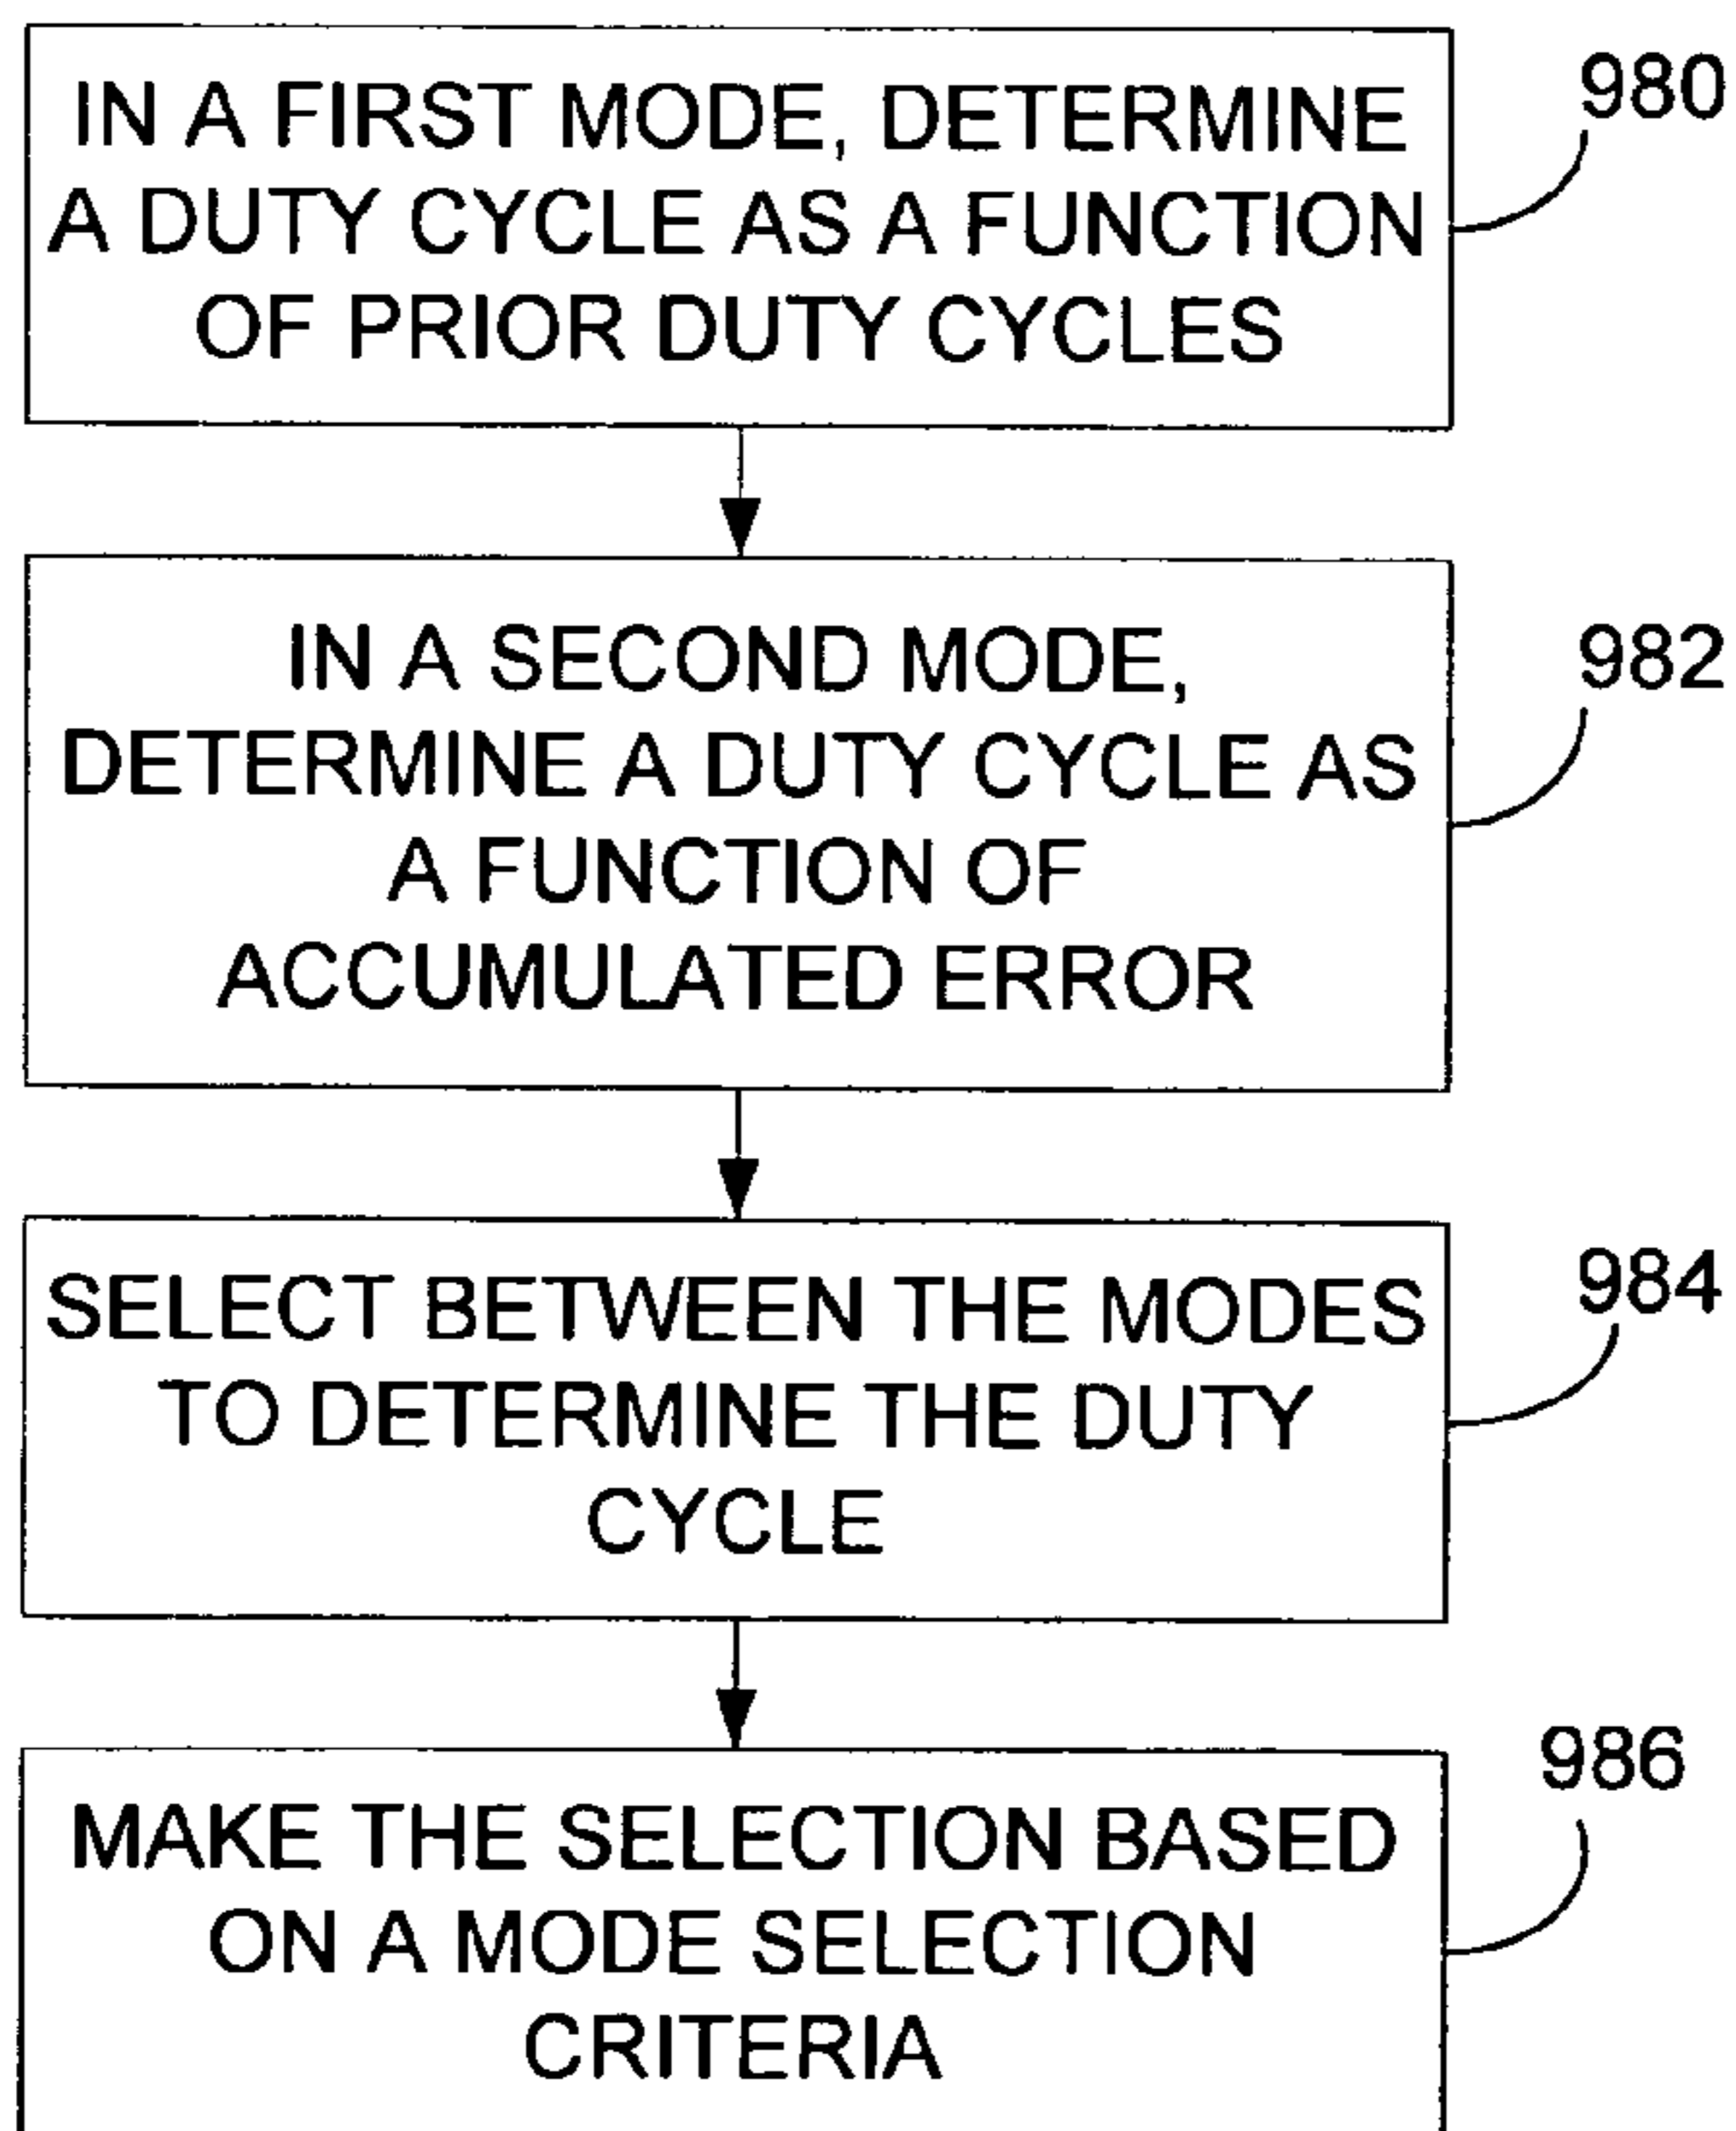 IN A FIRST MODE, DETERMINE
A DUTY CYCLE AS A FUNCTION
OF PRIOR DUTY CYCLES
980
IN A SECOND MODE,
DETERMINE A DUTY CYCLE AS
A FUNCTION OF
ACCUMULATED ERROR
982
SELECT BETWEEN THE MODES
TO DETERMINE THE DUTY
CYCLE
984
MAKE THE SELECTION BASED
ON A MODE SELECTION
CRITERIA
986